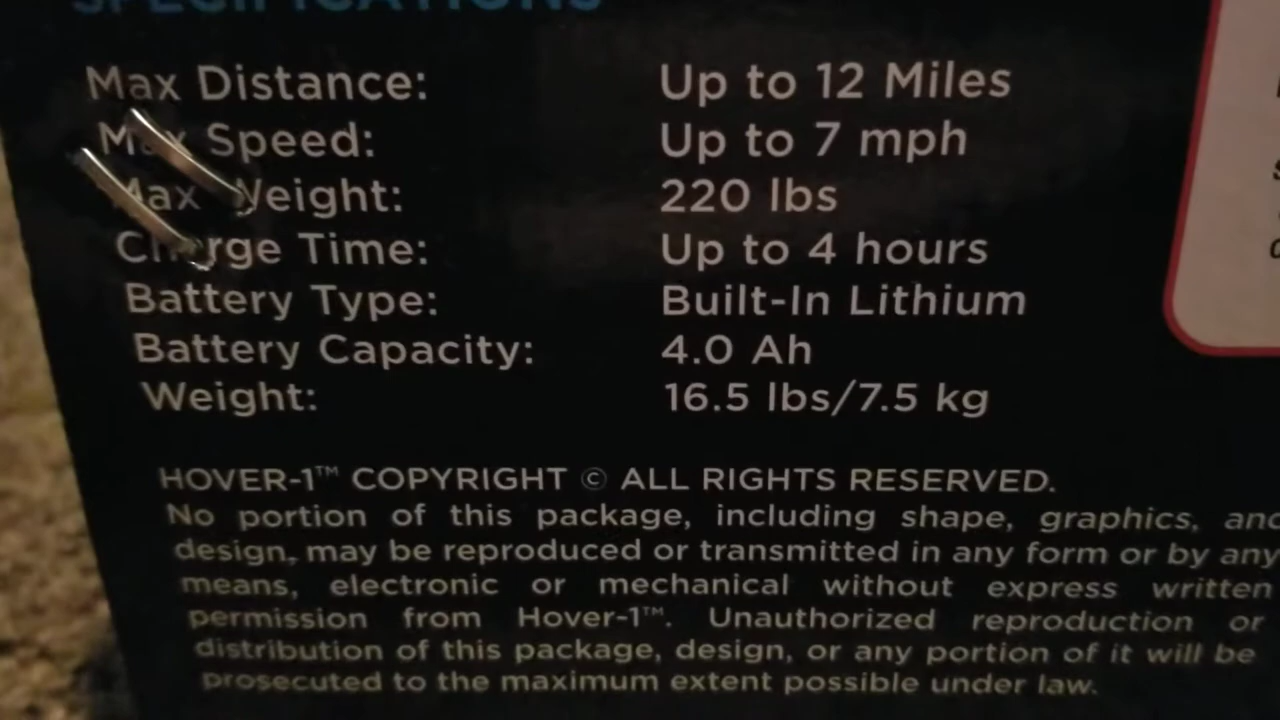 SPECIFICATIONS
Max Distance: Up to 12 Miles
Max Speed: Up to 7 mph
Max Weight: 220 lbs
Charge Time: Up to 4 hours
Battery Type: Built-In Lithium
Battery Capacity: 4.0 Ah
Weight: 16.5 lbs/7.5 kg
HOVER-1™ COPYRIGHT © ALL RIGHTS RESERVED.
No portion of this package, including shape, graphics, and
design, may be reproduced or transmitted in any form or by any
means, electronic or mechanical without express written
permission from Hover-1™. Unauthorized reproduction or
distribution of this package, design, or any portion of it will be
prosecuted to the maximum extent possible under law.